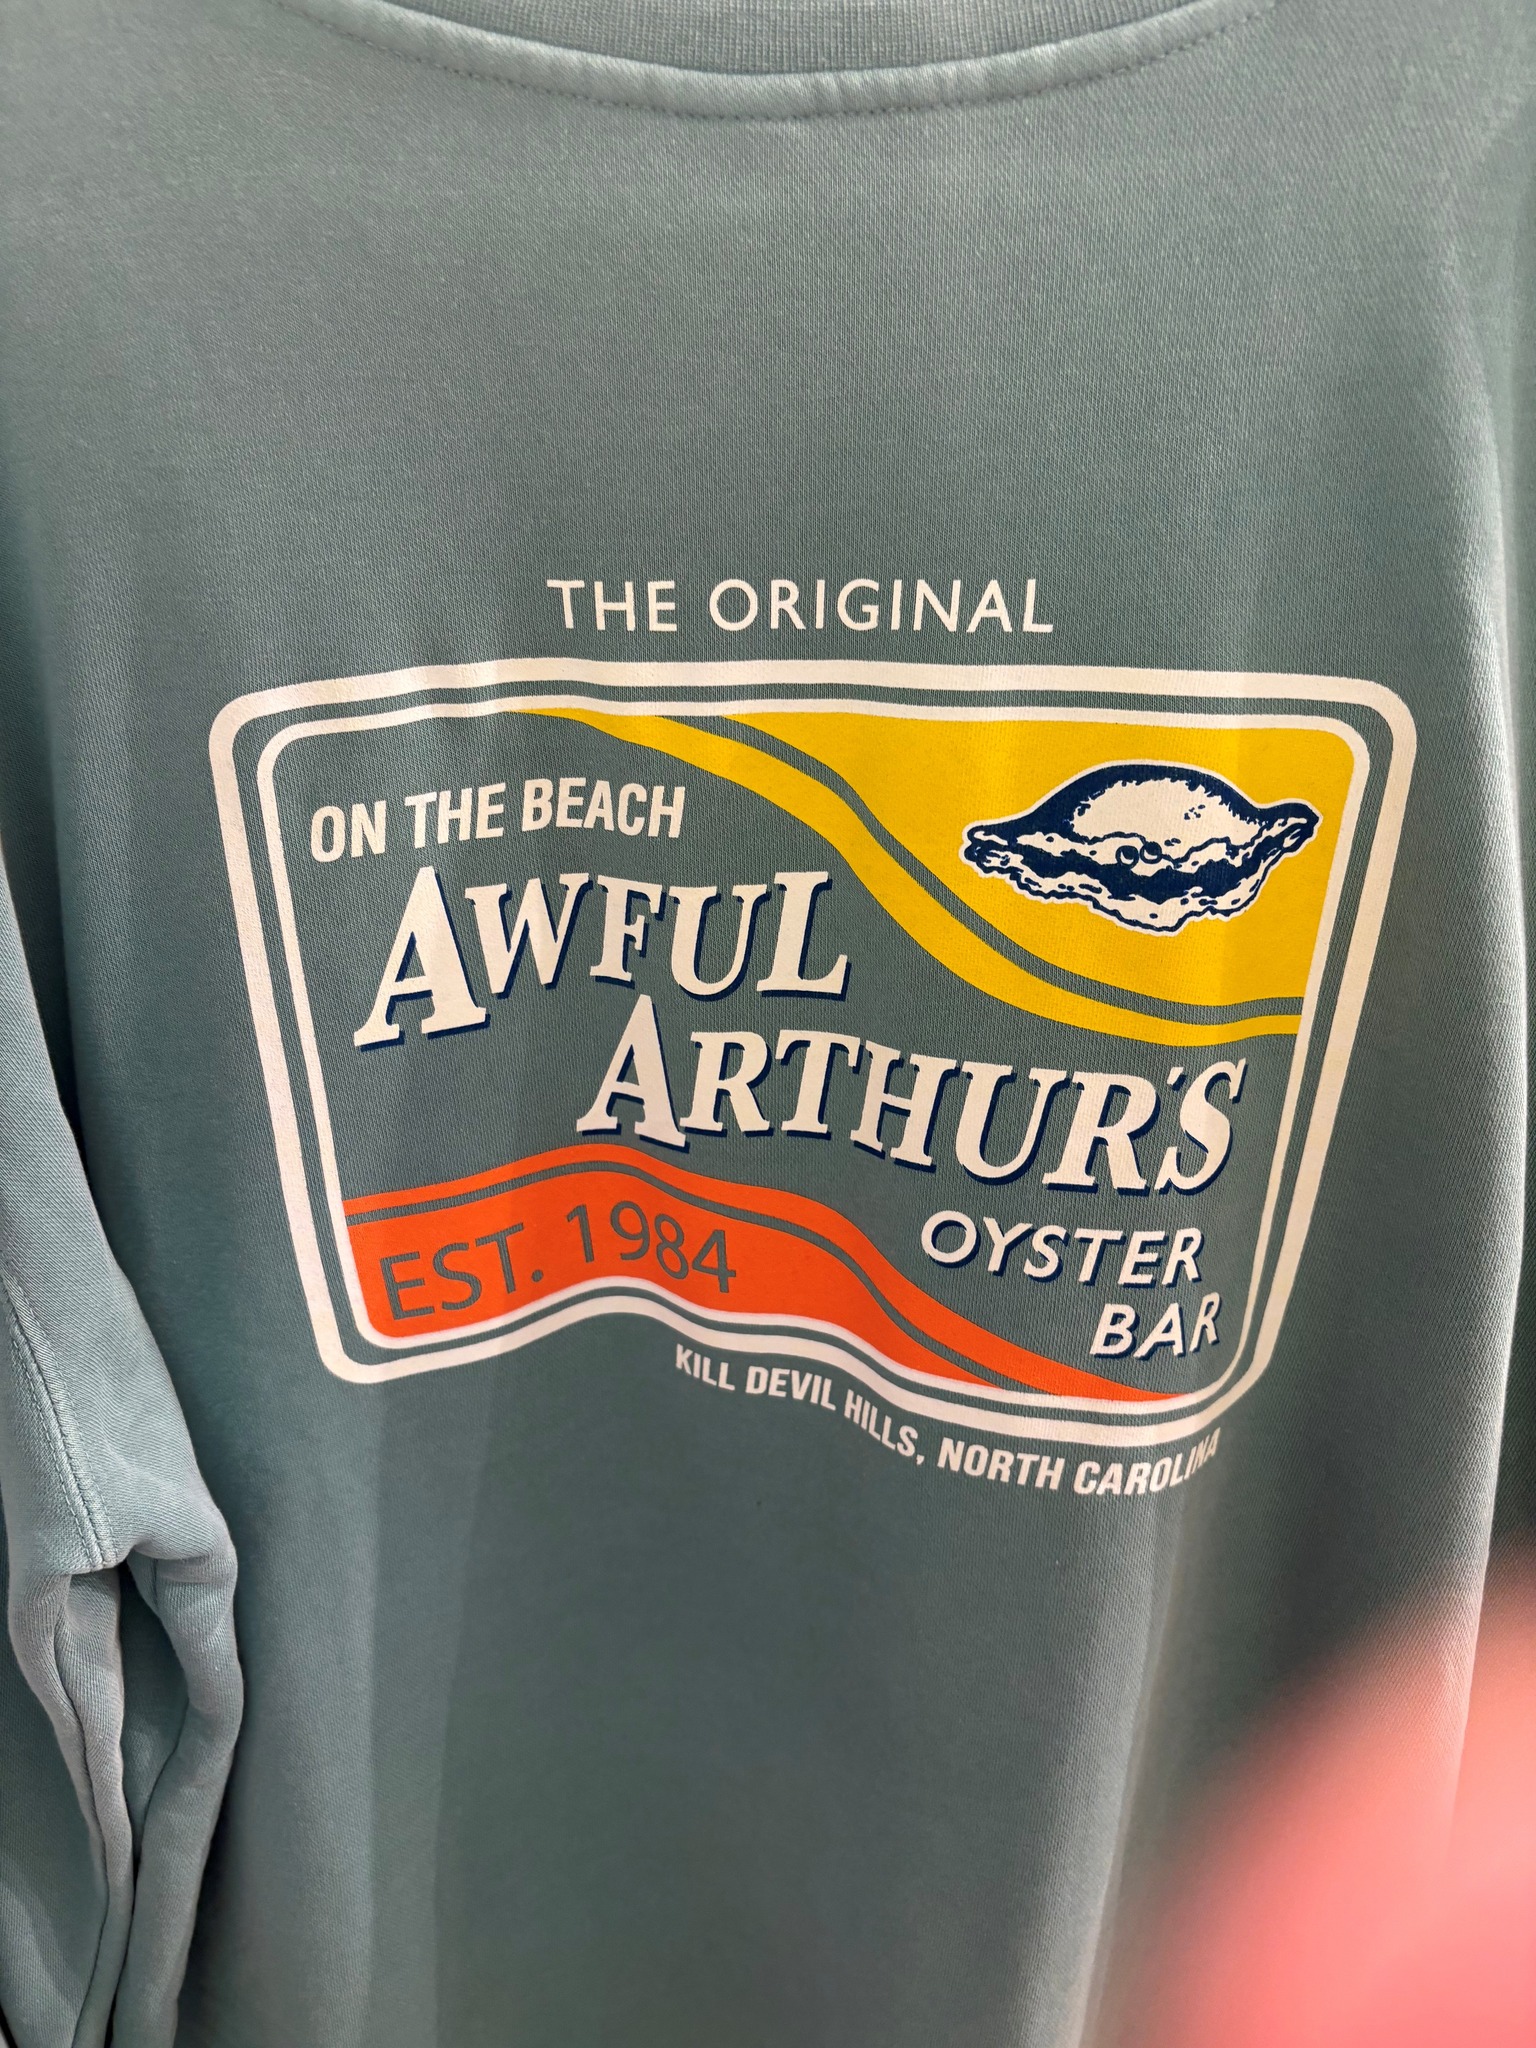 THE ORIGINAL
ON THE BEACH
AWFUL
ARTHUR'S
OYSTER
BAR
EST. 1984
KILL DEVIL HILLS, NORTH CAROLINA